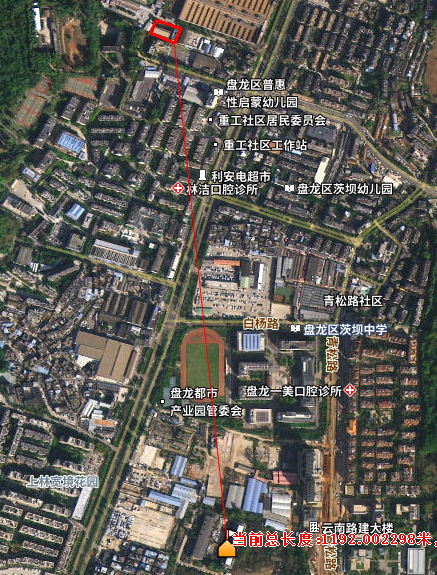 盘龙区普惠
性启蒙幼儿园
重工社区居民委员会
重工社区工作站
利安电超市
林洁口腔诊所
盘龙区茨坝幼儿园
青松路社区
白杨路
盘龙区茨坝中学
青松路
盘龙都市
产业园管委会
盘龙一美口腔诊所
上林宽境花园
云南路建大楼
当前总长度:1192.002298米,
松路